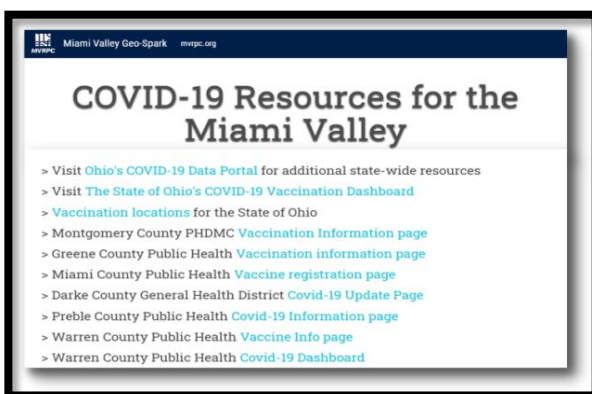 MVRPC
Miami Valley Geo-Spark mvrpc.org
COVID-19 Resources for the
Miami Valley
> Visit Ohio's COVID-19 Data Portal for additional state-wide resources
> Visit The State of Ohio's COVID-19 Vaccination Dashboard
> Vaccination locations for the State of Ohio
> Montgomery County PHDMC Vaccination Information page
> Greene County Public Health Vaccination information page
> Miami County Public Health Vaccine registration page
> Darke County General Health District Covid-19 Update Page
> Preble County Public Health Covid-19 Information page
> Warren County Public Health Vaccine Info page
> Warren County Public Health Covid-19 Dashboard